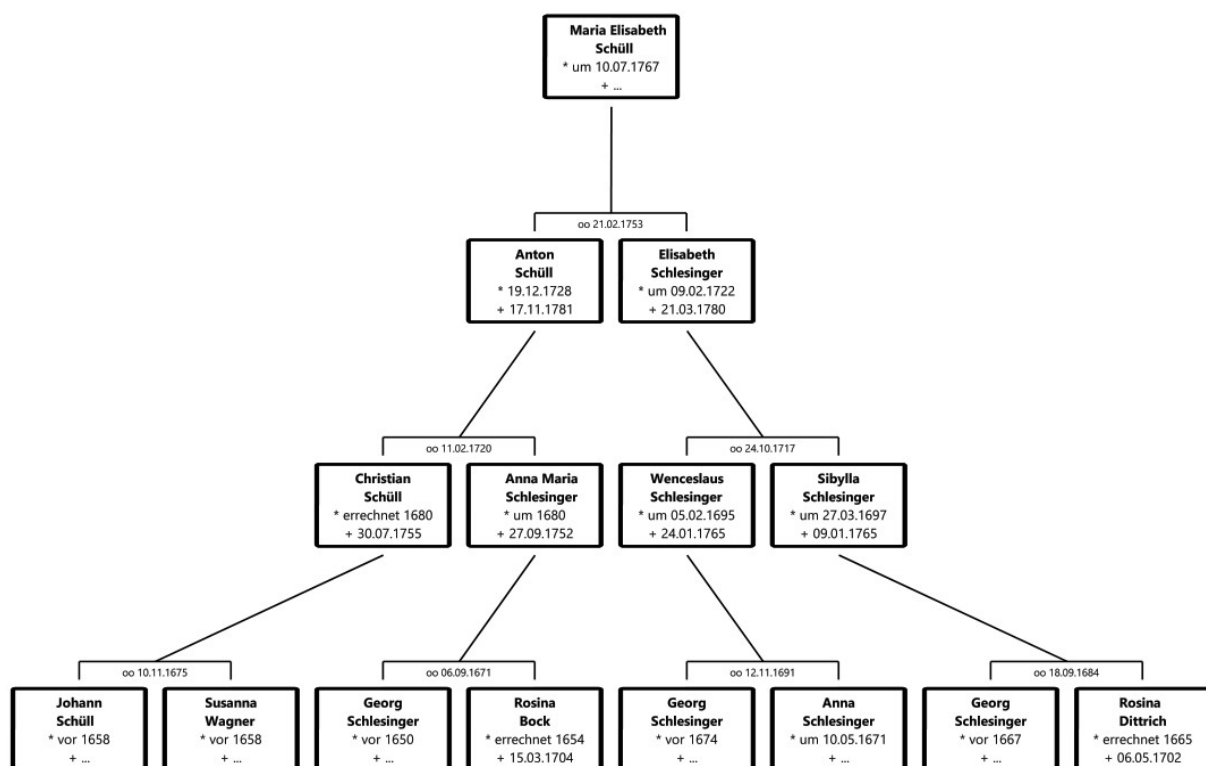 Maria Elisabeth
Schüll
* um 10.07.1767
+ ...
oo 21.02.1753
Anton
Schüll
* 19.12.1728
+ 17.11.1781
Elisabeth
Schlesinger
* um 09.02.1722
+ 21.03.1780
oo 11.02.1720
oo 24.10.1717
Christian
Schüll
* errechnet 1680
+ 30.07.1755
Anna Maria
Schlesinger
* um 1680
+ 27.09.1752
Wenceslaus
Schlesinger
* um 05.02.1695
+ 24.01.1765
Sibylla
Schlesinger
* um 27.03.1697
+ 09.01.1765
oo 10.11.1675
oo 06.09.1671
oo 12.11.1691
oo 18.09.1684
Johann
Schüll
* vor 1658
+ ...
Susanna
Wagner
* vor 1658
+ ...
Georg
Schlesinger
* vor 1650
+ ...
Rosina
Bock
* errechnet 1654
+ 15.03.1704
Georg
Schlesinger
* vor 1674
+ ...
Anna
Schlesinger
* um 10.05.1671
+ ...
Georg
Schlesinger
* vor 1667
+ ...
Rosina
Dittrich
* errechnet 1665
+ 06.05.1702